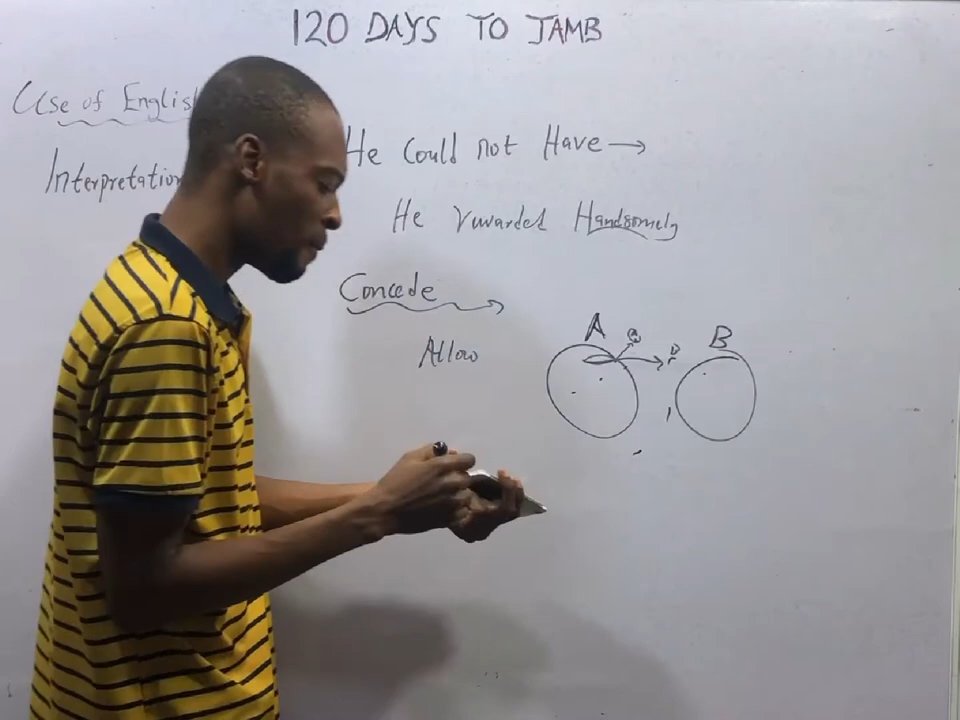 120 DAYS TO JAMB
Use of English
Interpretation
He Could not Have →
He rewarded Handsomely
Concede →
Allow
A
B